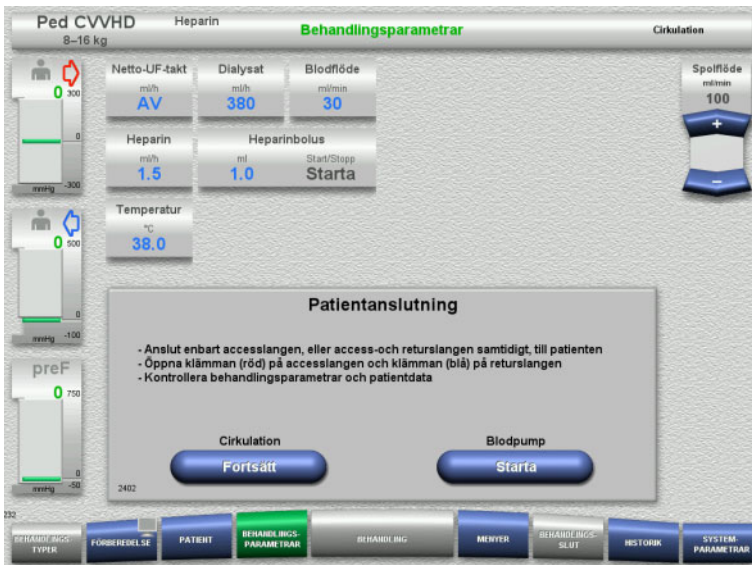 Ped CVVHD Heparin Behandlingsparametrar Cirkulation
8–16 kg
Netto-UF-takt Dialysat Blodflöde Spolflöde
ml/h ml/h ml/min ml/min
AV 380 30 100
0 300
0
mmHg -300
Heparin Heparinbolus
ml/h ml Start/Stopp
1.5 1.0 Starta
+
–
Temperatur
°C
38.0
0 500
0
mmHg -100
preF
0 750
0
mmHg -50
Patientanslutning
- Anslut enbart accesslangen, eller access-och returslangen samtidigt, till patienten
- Öppna klämman (röd) på accesslangen och klämman (blå) på returslangen
- Kontrollera behandlingsparametrar och patientdata
Cirkulation Blodpump
Fortsätt Starta
2402
232
BEHANDLINGS-
TYPER
FÖRBEREDELSE
PATIENT
BEHANDLINGS-
PARAMETRAR
BEHANDLING
MENYER
BEHANDLINGS-
SLUT
HISTORIK
SYSTEM-
PARAMETRAR